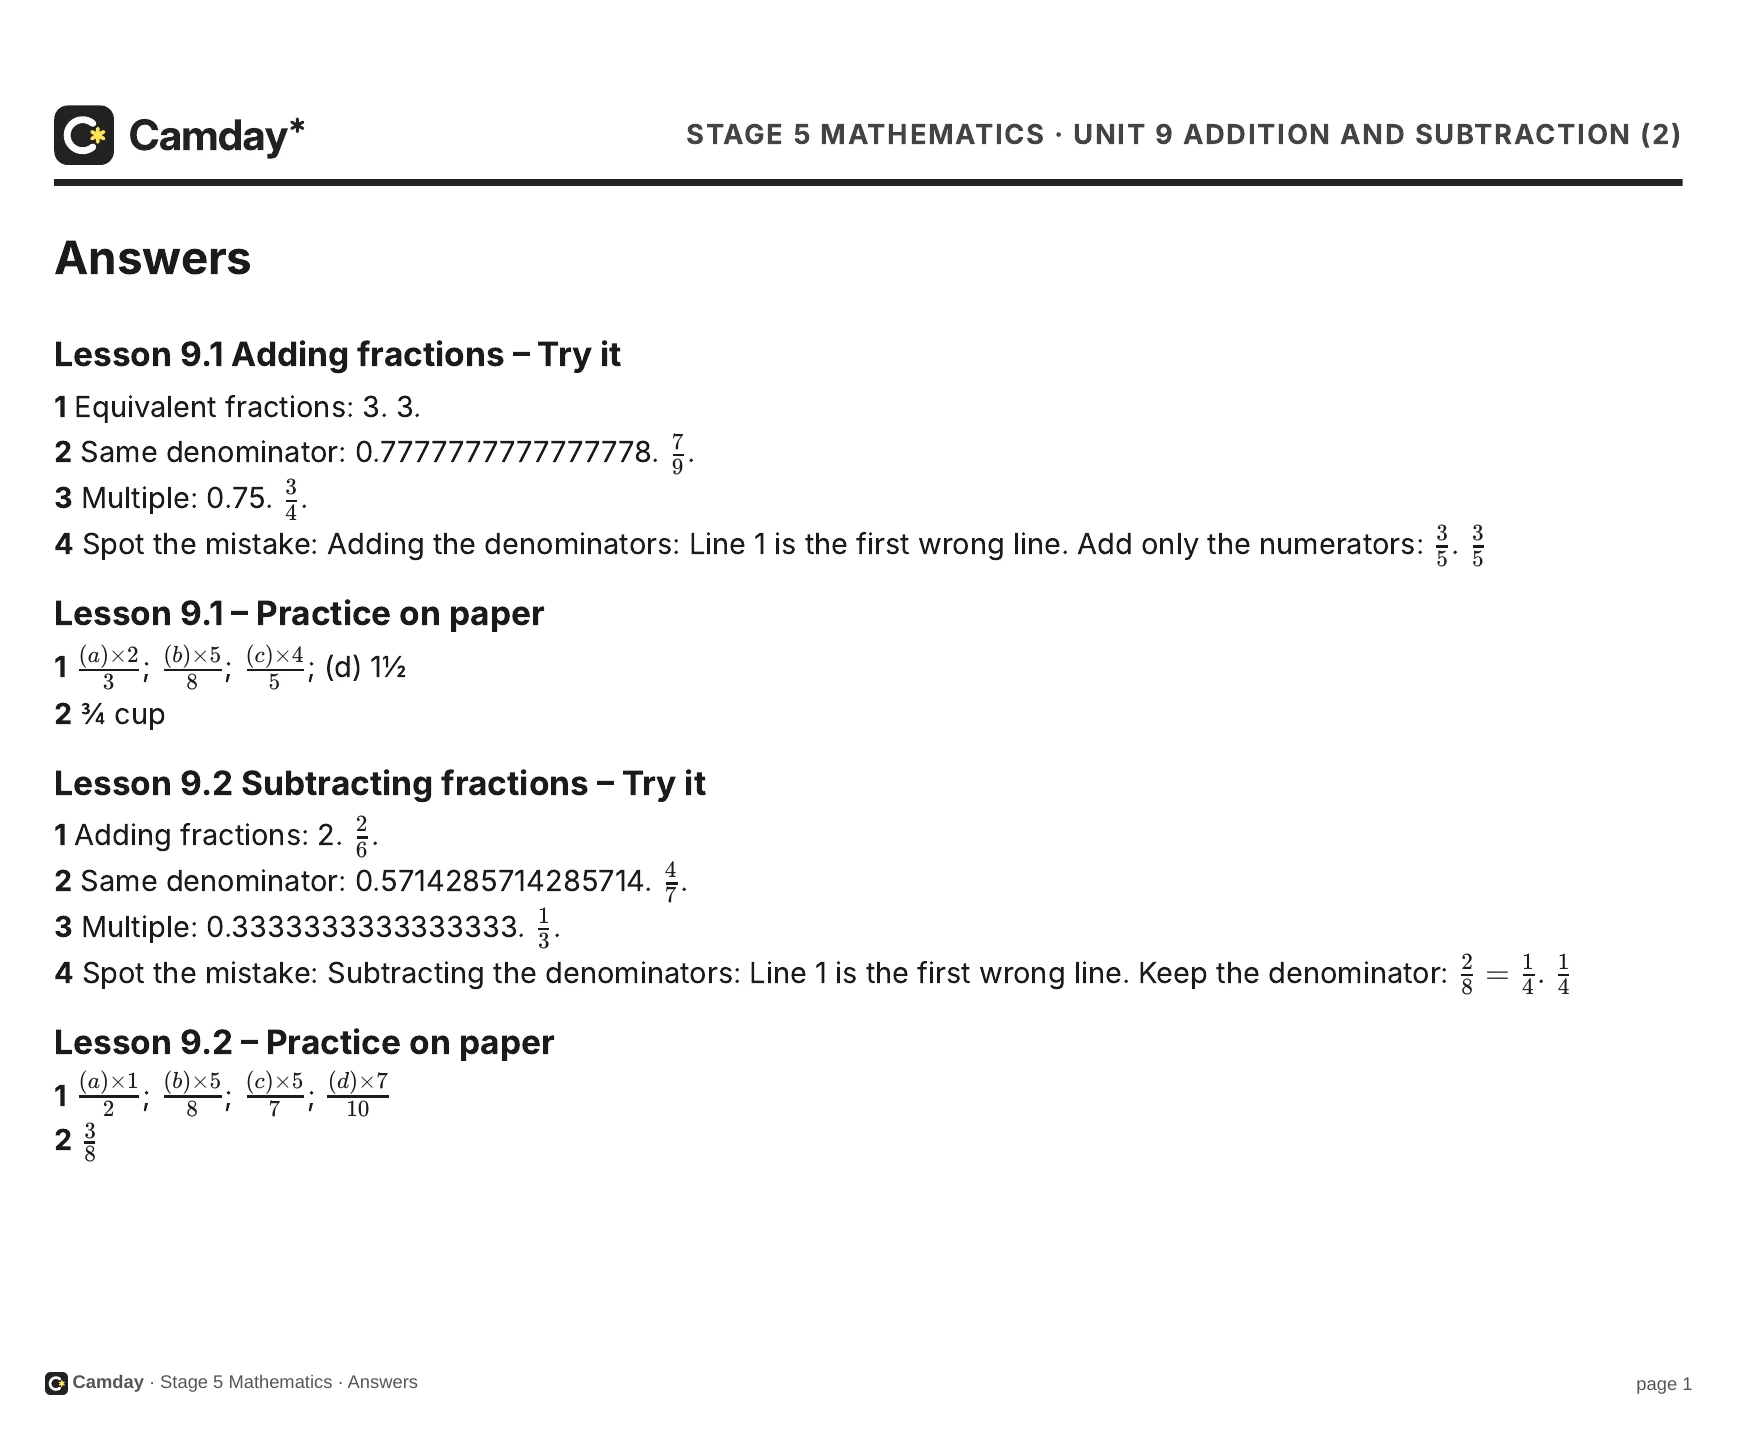 Camday*
STAGE 5 MATHEMATICS · UNIT 9 ADDITION AND SUBTRACTION (2)
Answers
Lesson 9.1 Adding fractions – Try it
1 Equivalent fractions: 3. 3.
2 Same denominator: 0.7777777777777778. 7/9.
3 Multiple: 0.75. 3/4.
4 Spot the mistake: Adding the denominators: Line 1 is the first wrong line. Add only the numerators: 3/5. 3/5
Lesson 9.1 – Practice on paper
1 (a)×2/3; (b)×5/8; (c)×4/5; (d) 1½
2 ¾ cup
Lesson 9.2 Subtracting fractions – Try it
1 Adding fractions: 2. 2/6.
2 Same denominator: 0.5714285714285714. 4/7.
3 Multiple: 0.3333333333333333. 1/3.
4 Spot the mistake: Subtracting the denominators: Line 1 is the first wrong line. Keep the denominator: 2/8 = 1/4. 1/4
Lesson 9.2 – Practice on paper
1 (a)×1/2; (b)×5/8; (c)×5/7; (d)×7/10
2 3/8
Camday · Stage 5 Mathematics · Answers
page 1